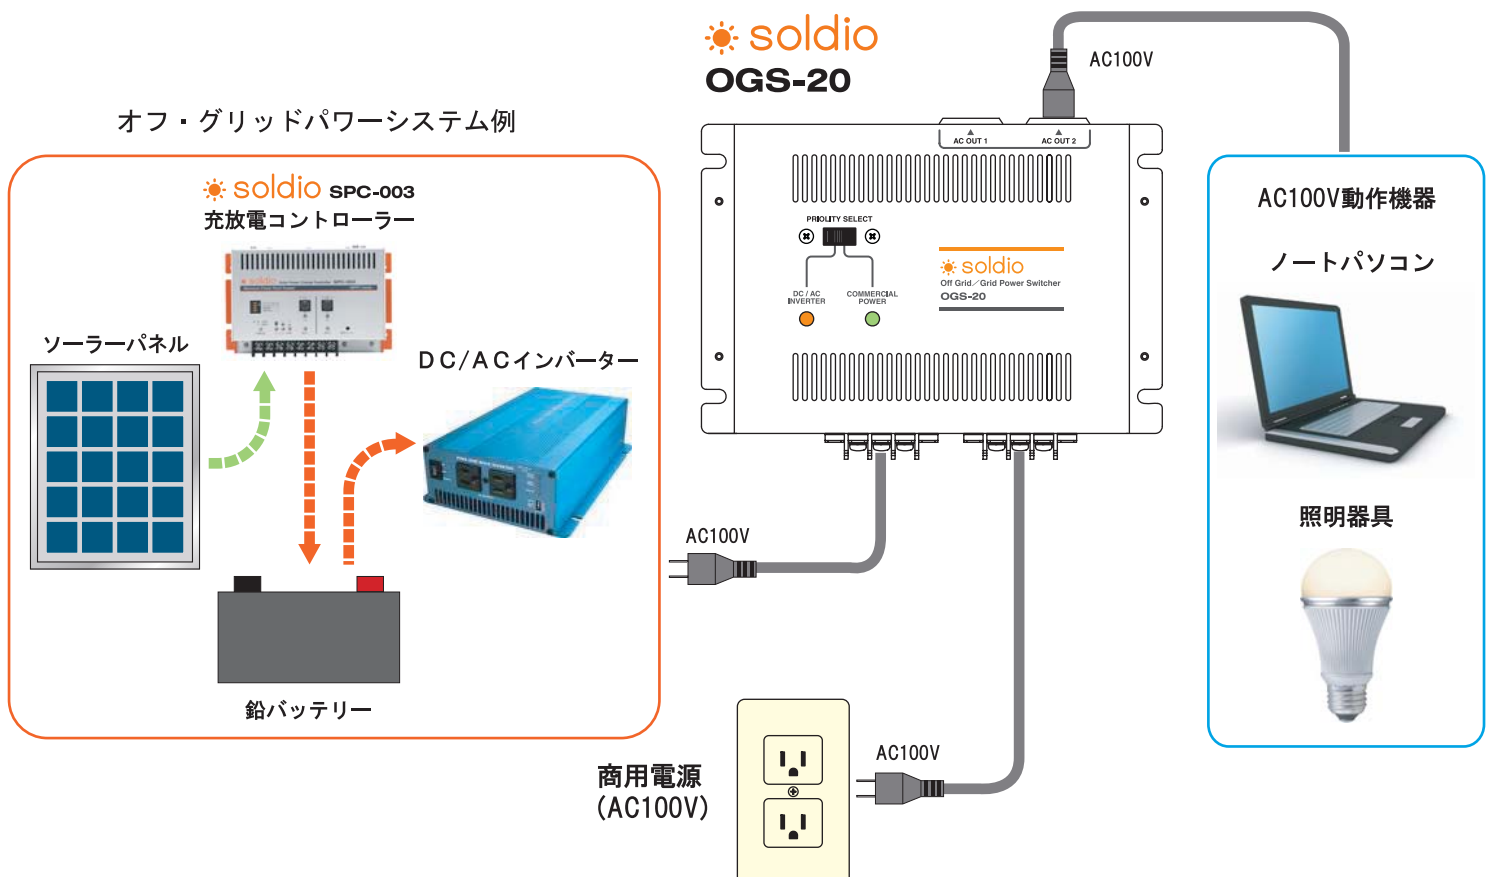 soldio
OGS-20
AC100V
オフ・グリッドパワーシステム例
soldio SPC-003
充放電コントローラー
soldio
SPC-003
ソーラーパネル
DC/ACインバーター
鉛バッテリー
AC OUT 1
AC OUT 2
PRIOLITY SELECT
DC / AC
INVERTER
COMMERCIAL
POWER
soldio
Off Grid/Grid Power Switcher
OGS-20
AC100V
AC100V
商用電源
(AC100V)
AC100V動作機器
ノートパソコン
照明器具